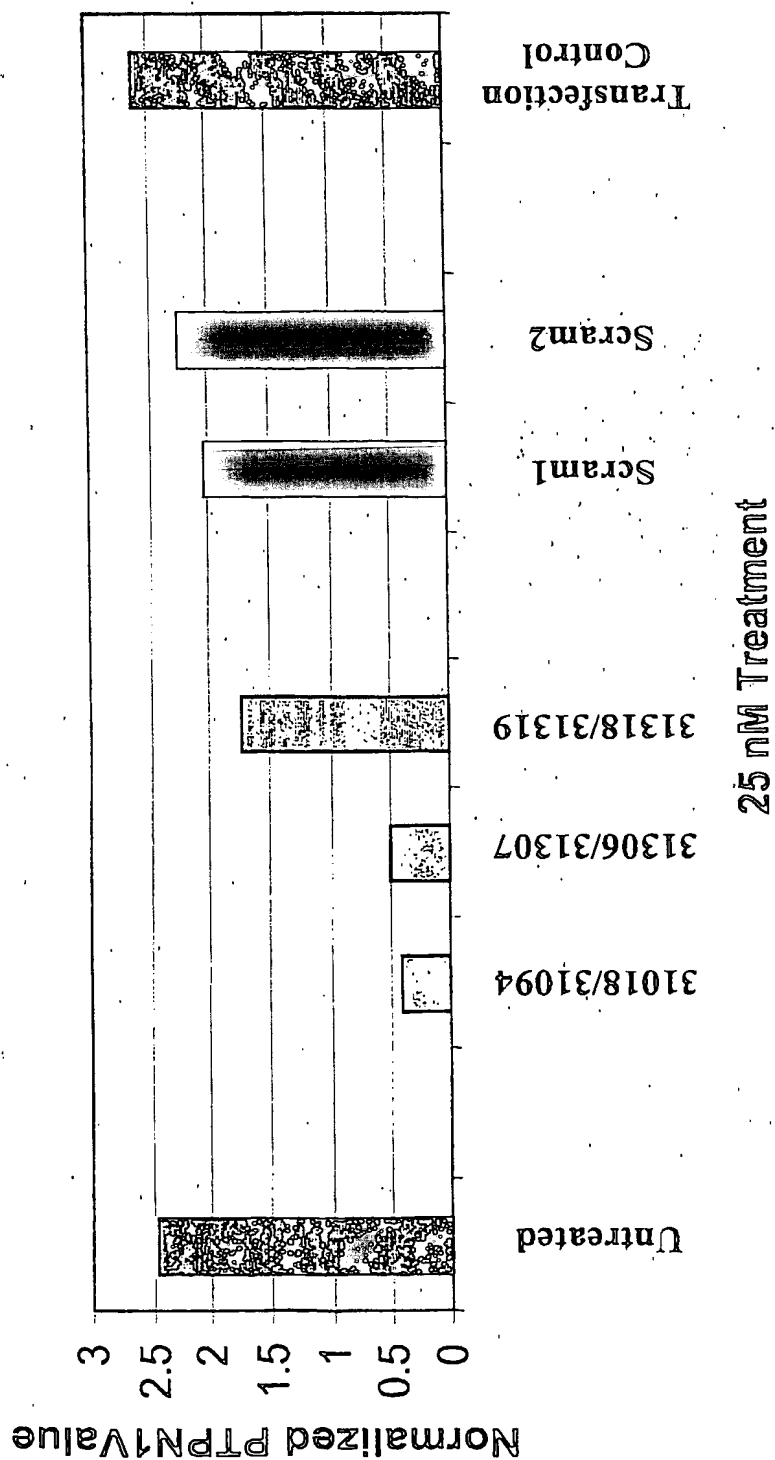 Normalized PTPN1 Value
3
2.5
2
1.5
1
0.5
0
Untreated
31018/31094
31306/31307
31318/31319
Scram1
Scram2
Transfection
Control
25 nM Treatment